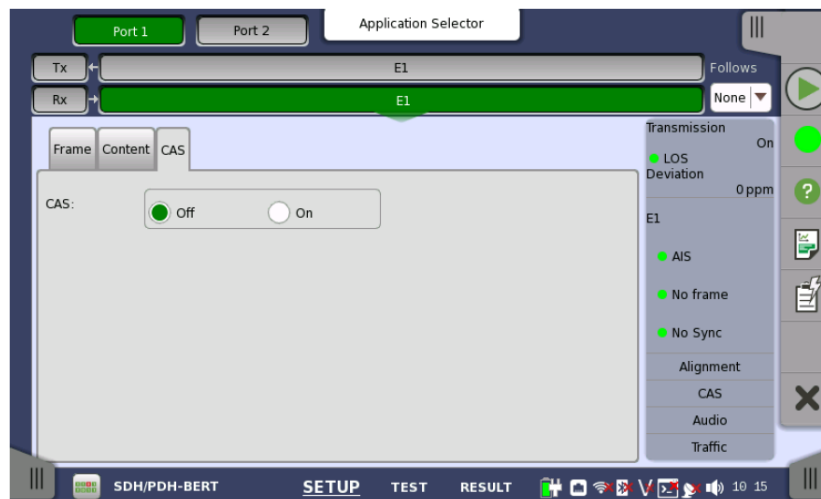 Application Selector
Port 1
Port 2
Tx
E1
Follows
Rx
E1
None
Frame
Content
CAS
CAS:
Off
On
Transmission
On
LOS
Deviation
0 ppm
E1
AIS
No frame
No Sync
Alignment
CAS
Audio
Traffic
SDH/PDH-BERT
SETUP
TEST
RESULT
10 15